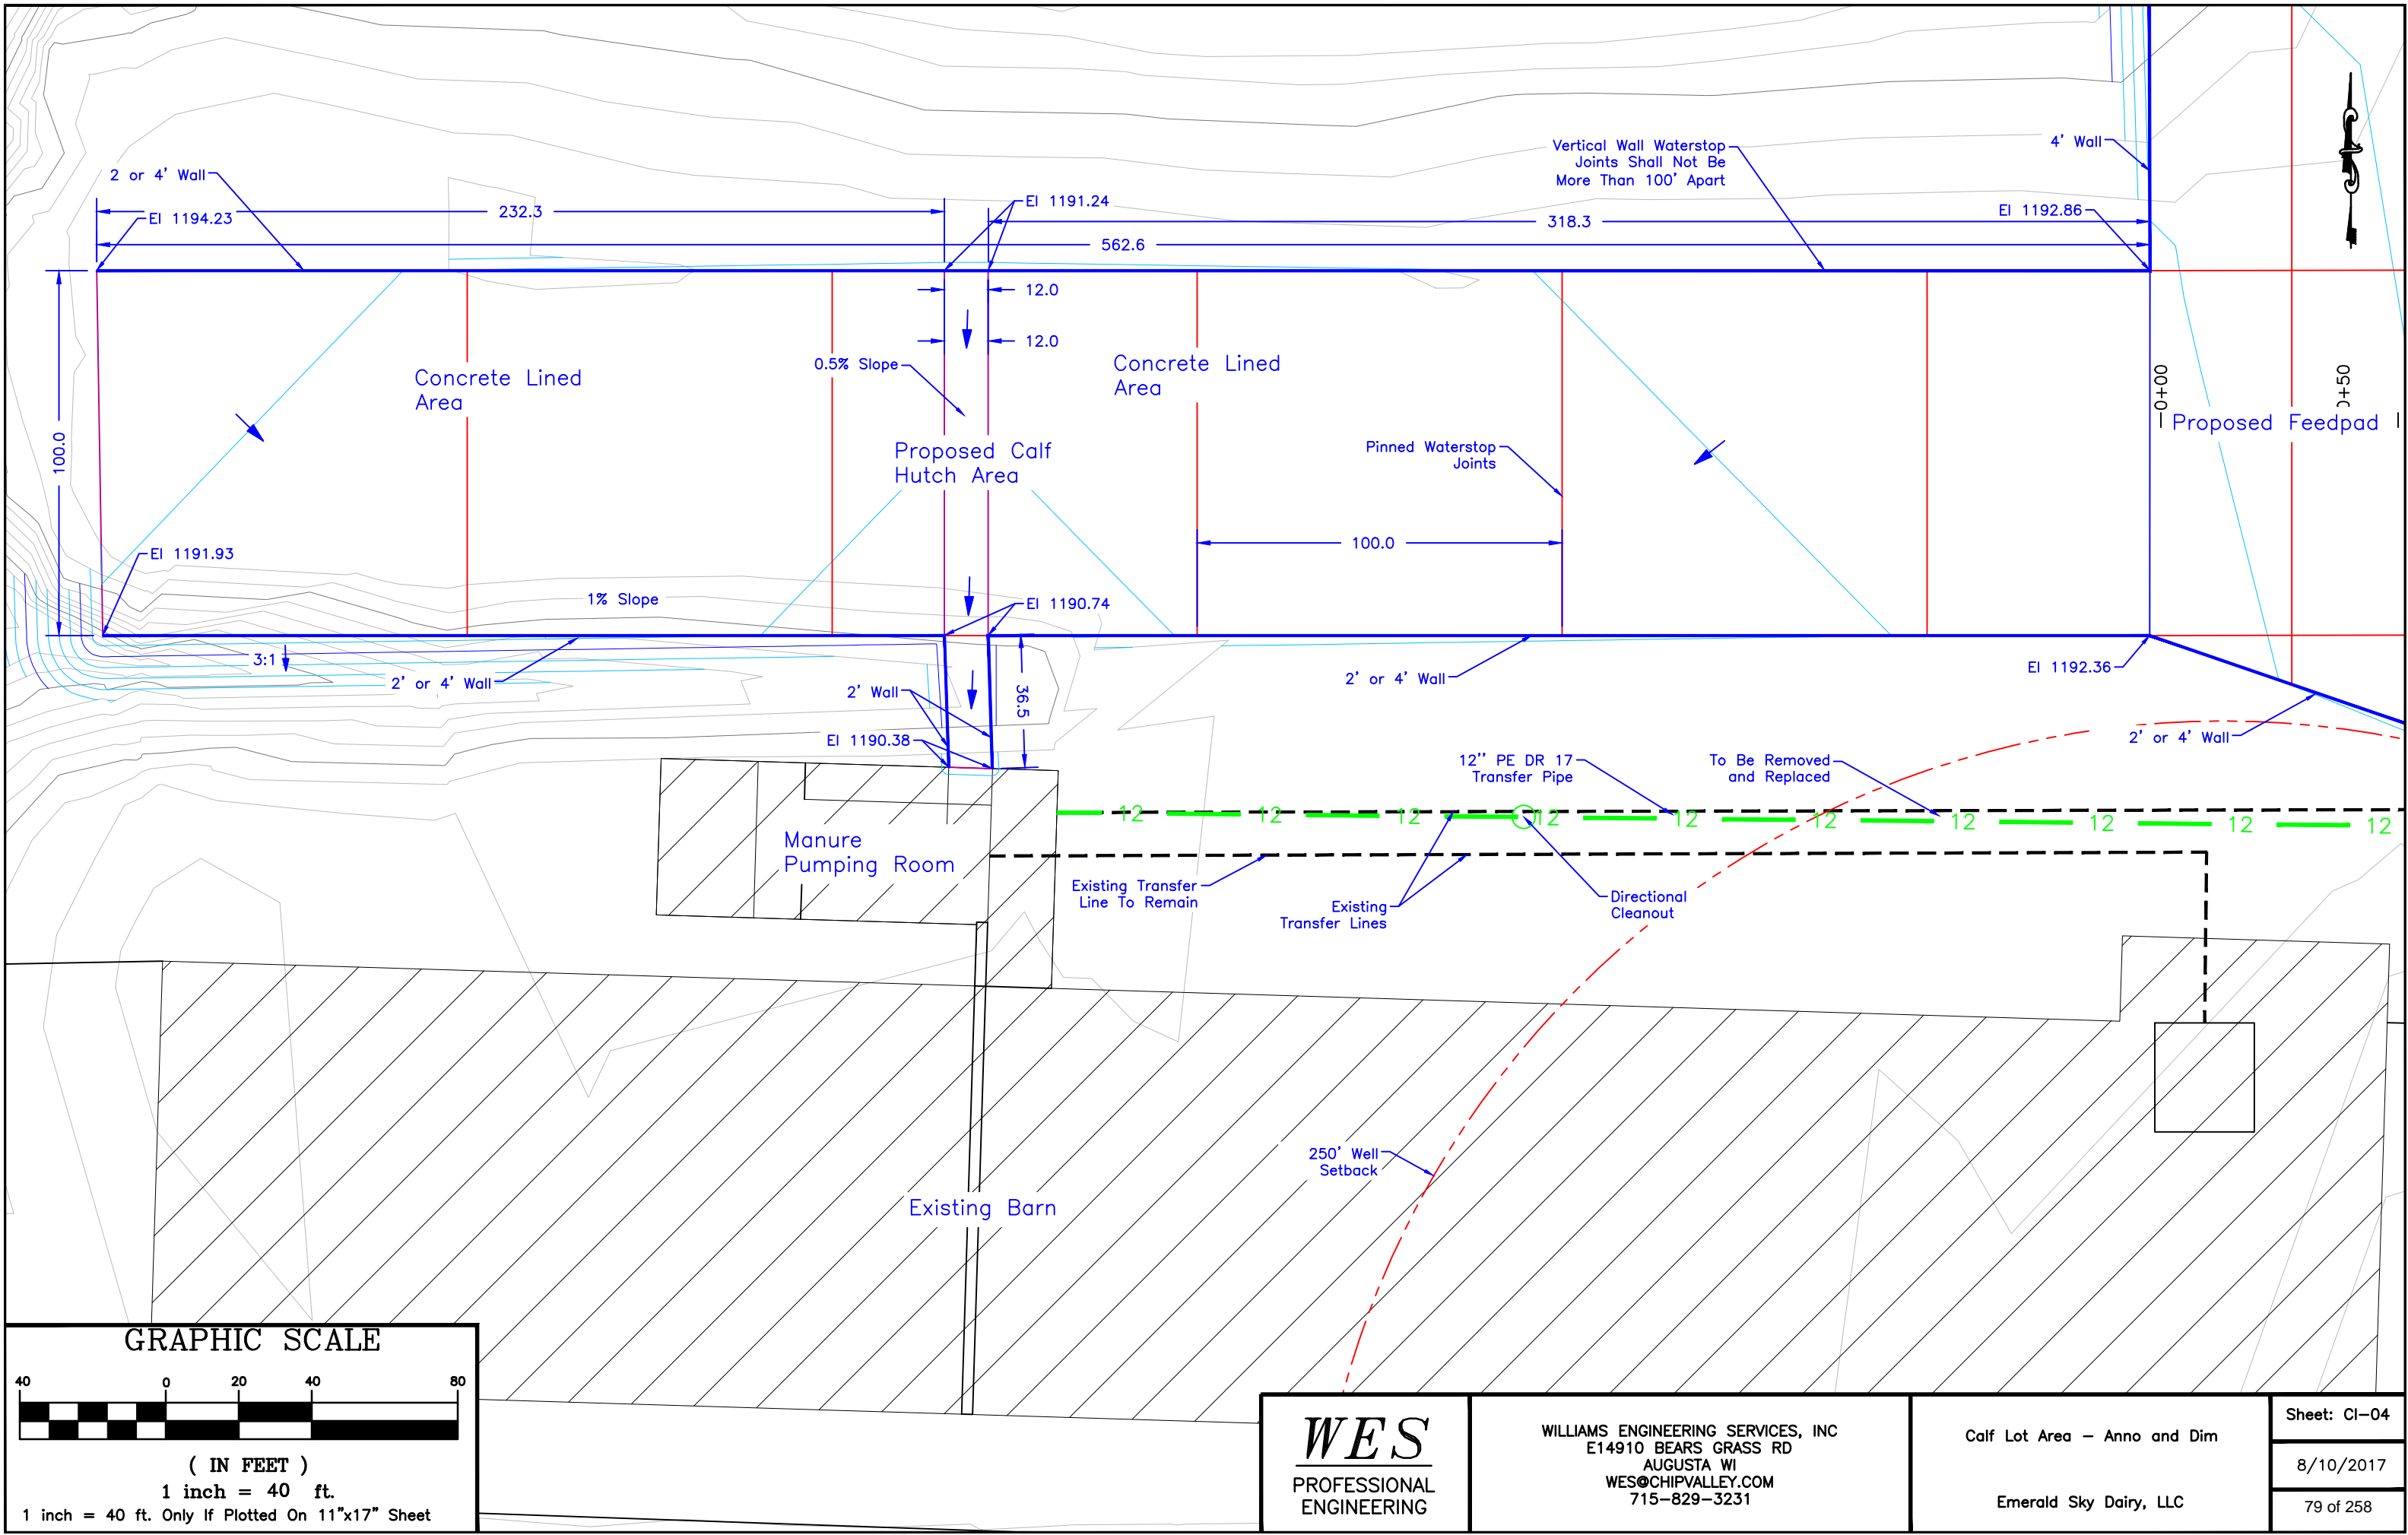 Vertical Wall Waterstop
Joints Shall Not Be
More Than 100' Apart
4' Wall
2 or 4' Wall
El 1194.23
232.3
El 1191.24
318.3
El 1192.86
562.6
12.0
12.0
0.5% Slope
Concrete Lined
Area
Concrete Lined
Area
100.0
Proposed Calf
Hutch Area
Pinned Waterstop
Joints
0+00
0+50
Proposed Feedpad
100.0
El 1191.93
1% Slope
El 1190.74
3:1
2' or 4' Wall
2' Wall
36.5
2' or 4' Wall
El 1192.36
El 1190.38
2' or 4' Wall
12" PE DR 17
Transfer Pipe
To Be Removed
and Replaced
12 12 12 12 12 12 12 12 12 12
Manure
Pumping Room
Existing Transfer
Line To Remain
Existing
Transfer Lines
Directional
Cleanout
250' Well
Setback
Existing Barn
GRAPHIC SCALE
40 0 20 40 80
( IN FEET )
1 inch = 40 ft.
1 inch = 40 ft. Only If Plotted On 11"x17" Sheet
WES
PROFESSIONAL
ENGINEERING
WILLIAMS ENGINEERING SERVICES, INC
E14910 BEARS GRASS RD
AUGUSTA WI
WES@CHIPVALLEY.COM
715-829-3231
Calf Lot Area - Anno and Dim
Emerald Sky Dairy, LLC
Sheet: CI-04
8/10/2017
79 of 258